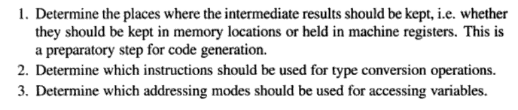 1. Determine the places where the intermediate results should be kept, i.e. whether
they should be kept in memory locations or held in machine registers. This is
a preparatory step for code generation.
2. Determine which instructions should be used for type conversion operations.
3. Determine which addressing modes should be used for accessing variables.